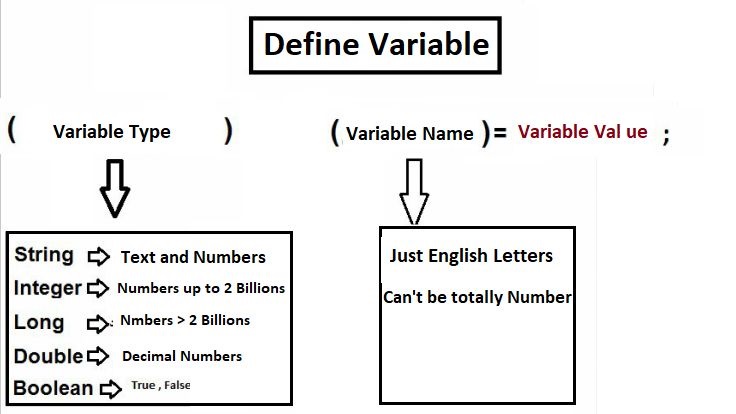 Define Variable
( Variable Type ) ( Variable Name ) = Variable Val ue ;
String Text and Numbers
Integer Numbers up to 2 Billions
Long : Nmbers > 2 Billions
Double Decimal Numbers
Boolean True , False
Just English Letters
Can't be totally Number